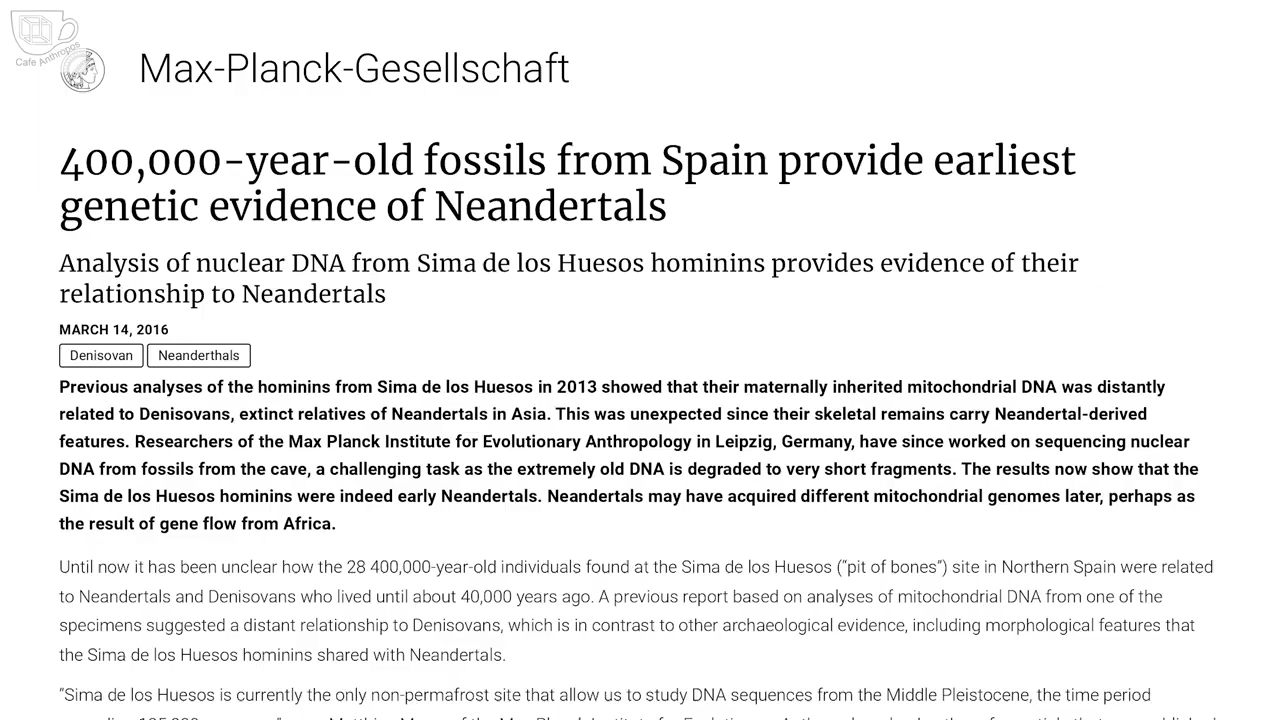 Cafe Anthropos
Max-Planck-Gesellschaft
400,000-year-old fossils from Spain provide earliest
genetic evidence of Neandertals
Analysis of nuclear DNA from Sima de los Huesos hominins provides evidence of their
relationship to Neandertals
MARCH 14, 2016
Denisovan Neanderthals
Previous analyses of the hominins from Sima de los Huesos in 2013 showed that their maternally inherited mitochondrial DNA was distantly
related to Denisovans, extinct relatives of Neandertals in Asia. This was unexpected since their skeletal remains carry Neandertal-derived
features. Researchers of the Max Planck Institute for Evolutionary Anthropology in Leipzig, Germany, have since worked on sequencing nuclear
DNA from fossils from the cave, a challenging task as the extremely old DNA is degraded to very short fragments. The results now show that the
Sima de los Huesos hominins were indeed early Neandertals. Neandertals may have acquired different mitochondrial genomes later, perhaps as
the result of gene flow from Africa.
Until now it has been unclear how the 28 400,000-year-old individuals found at the Sima de los Huesos (“pit of bones”) site in Northern Spain were related
to Neandertals and Denisovans who lived until about 40,000 years ago. A previous report based on analyses of mitochondrial DNA from one of the
specimens suggested a distant relationship to Denisovans, which is in contrast to other archaeological evidence, including morphological features that
the Sima de los Huesos hominins shared with Neandertals.
“Sima de los Huesos is currently the only non-permafrost site that allow us to study DNA sequences from the Middle Pleistocene, the time period